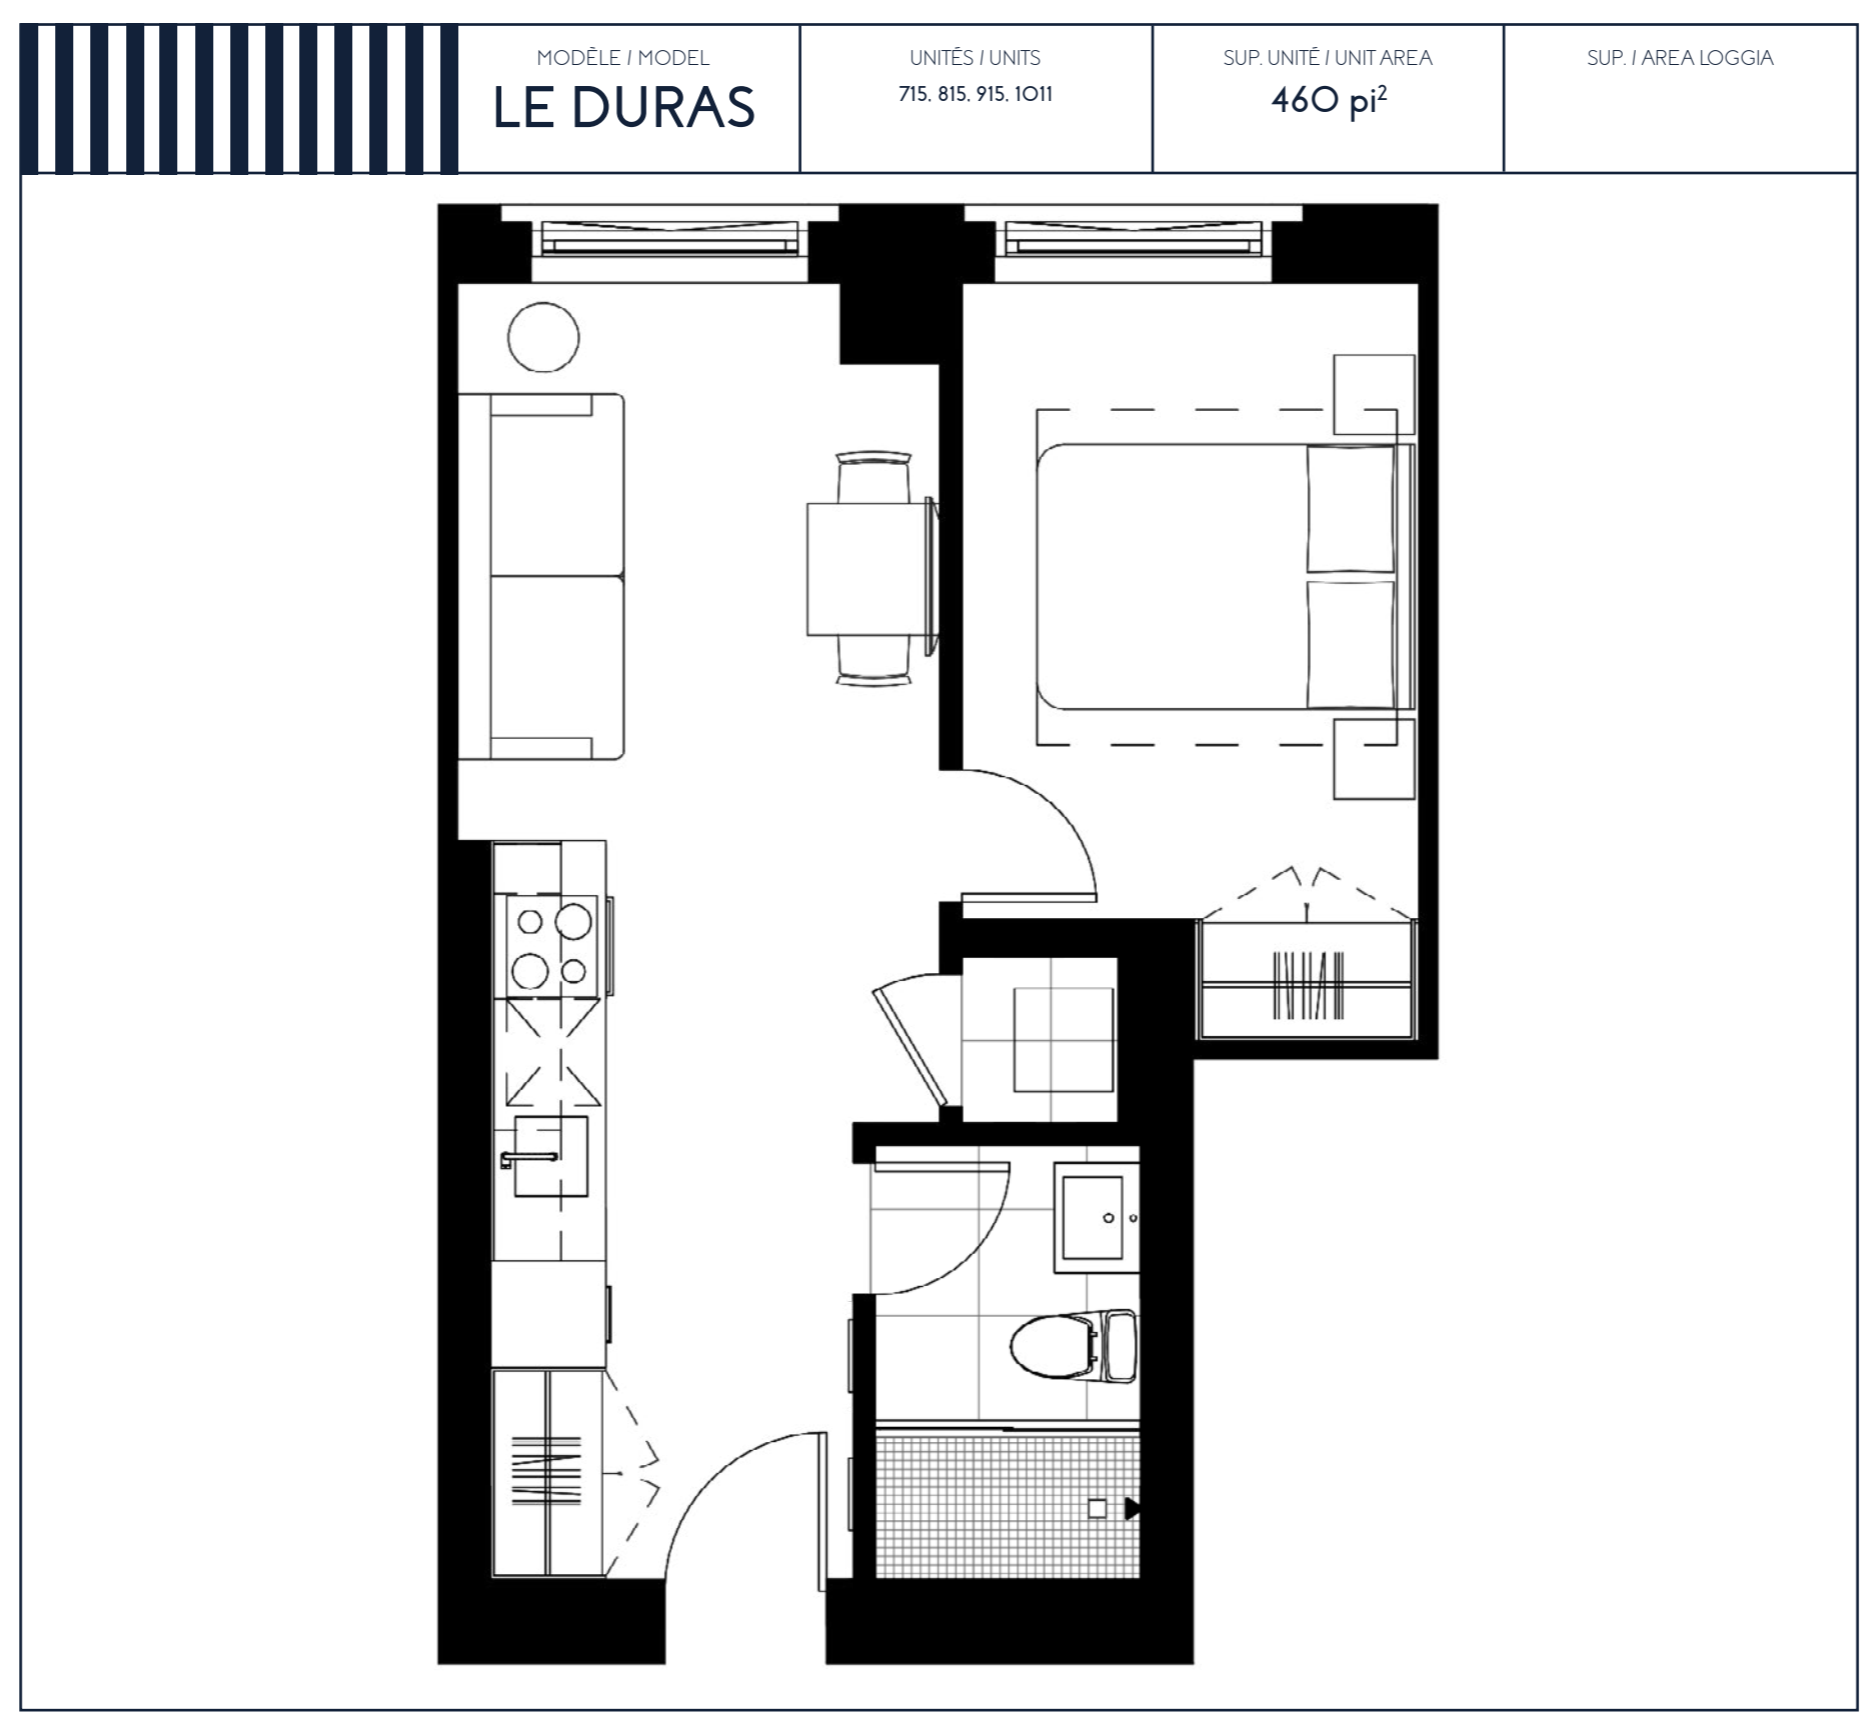 MODÈLE / MODEL
LE DURAS
UNITÉS / UNITS
715. 815. 915. 1011
SUP. UNITÉ / UNIT AREA
460 pi²
SUP. / AREA LOGGIA